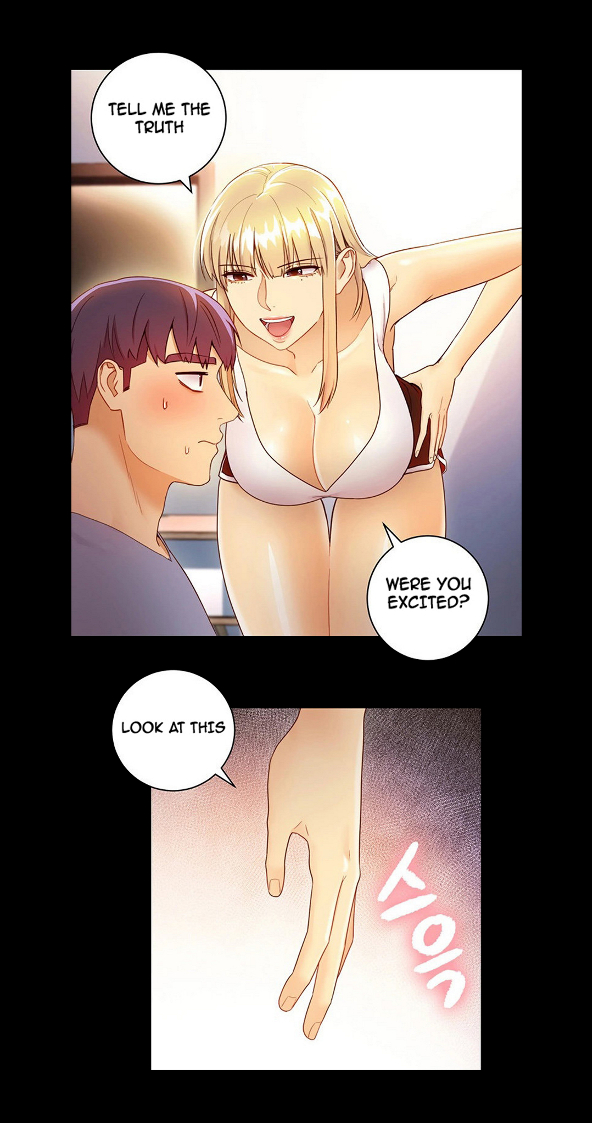 TELL ME THE
TRUTH
WERE YOU
EXCITED?
LOOK AT THIS
스윽